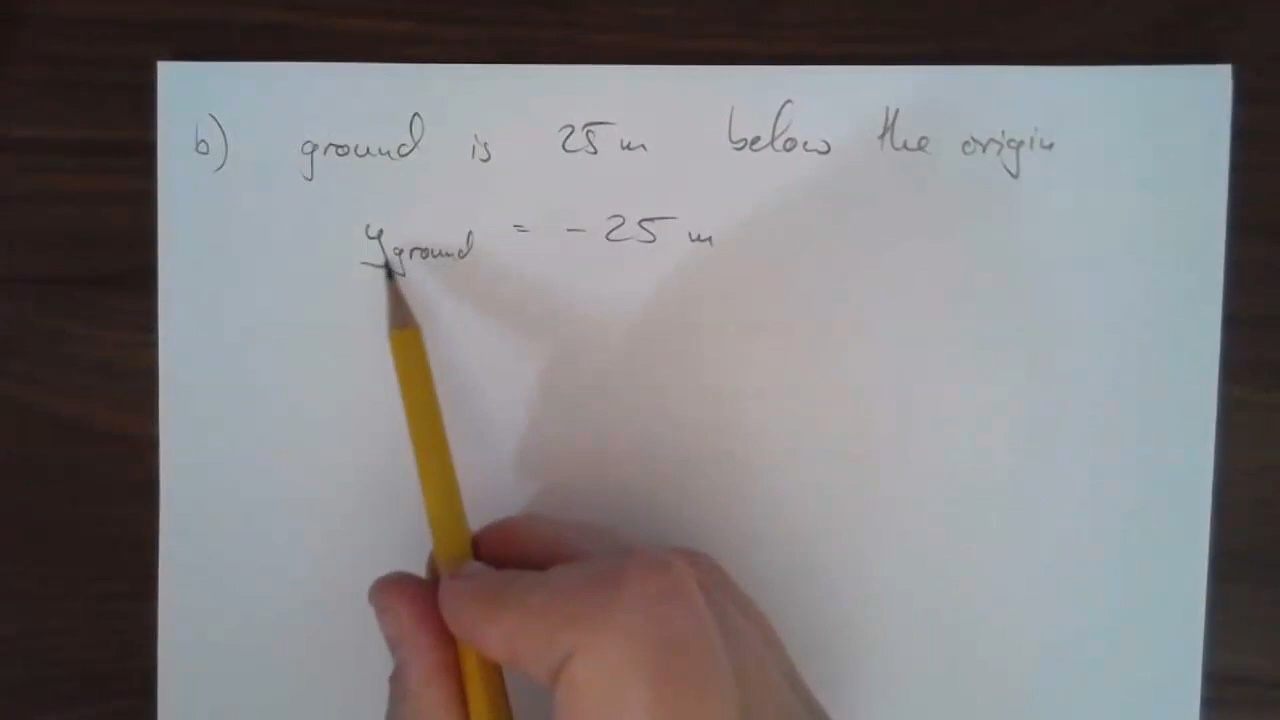 b) ground is 25 m below the origin
y_ground = - 25 m